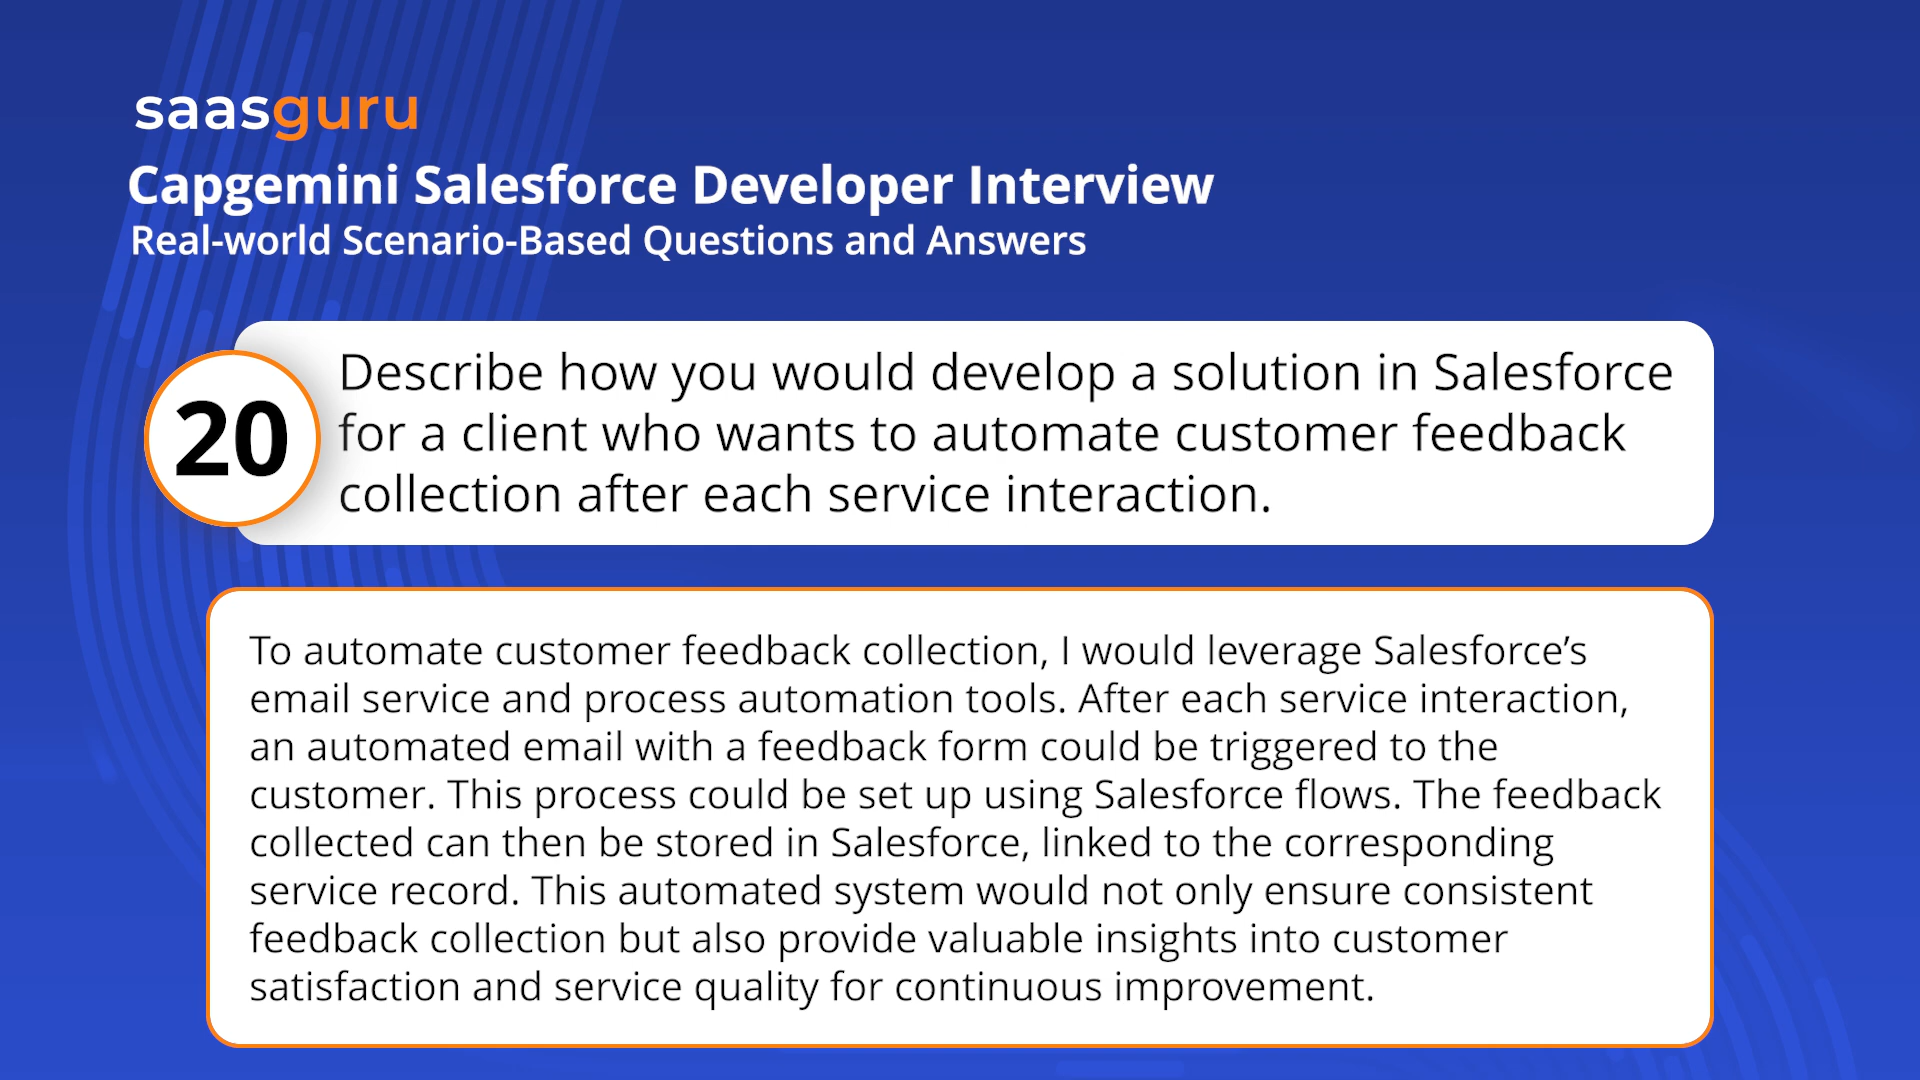 saasguru
Capgemini Salesforce Developer Interview
Real-world Scenario-Based Questions and Answers
20
Describe how you would develop a solution in Salesforce
for a client who wants to automate customer feedback
collection after each service interaction.
To automate customer feedback collection, I would leverage Salesforce’s
email service and process automation tools. After each service interaction,
an automated email with a feedback form could be triggered to the
customer. This process could be set up using Salesforce flows. The feedback
collected can then be stored in Salesforce, linked to the corresponding
service record. This automated system would not only ensure consistent
feedback collection but also provide valuable insights into customer
satisfaction and service quality for continuous improvement.